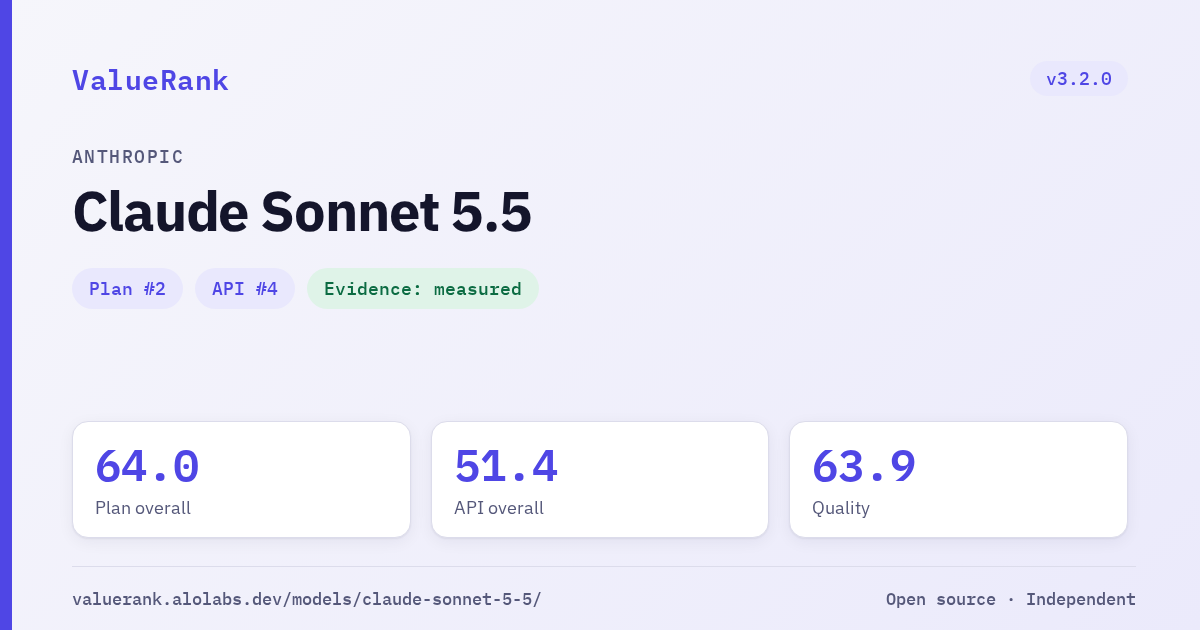 ValueRank
v3.2.0
ANTHROPIC
Claude Sonnet 5.5
Plan #2
API #4
Evidence: measured
64.0
Plan overall
51.4
API overall
63.9
Quality
valuerank.alolabs.dev/models/claude-sonnet-5-5/
Open source · Independent